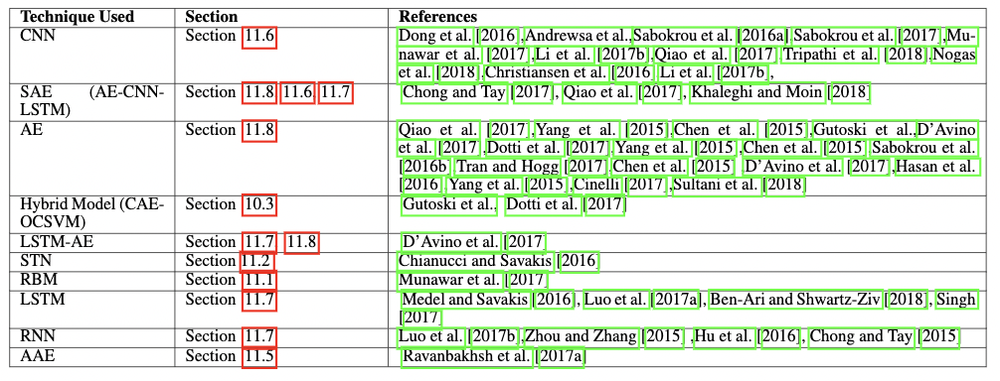 Technique Used Section References
CNN Section 11.6 Dong et al. [2016],Andrewsa et al.,Sabokrou et al. [2016a],Sabokrou et al. [2017],Mu-
nawar et al. [2017],Li et al. [2017b],Qiao et al. [2017],Tripathi et al. [2018],Nogas
et al. [2018],Christiansen et al. [2016],Li et al. [2017b],
SAE (AE-CNN- Section 11.8 11.6 11.7 Chong and Tay [2017], Qiao et al. [2017], Khaleghi and Moin [2018]
LSTM)
AE Section 11.8 Qiao et al. [2017],Yang et al. [2015],Chen et al. [2015],Gutoski et al.,D'Avino
et al. [2017],Dotti et al. [2017],Yang et al. [2015],Chen et al. [2015],Sabokrou et al.
[2016b],Tran and Hogg [2017],Chen et al. [2015] ,D'Avino et al. [2017],Hasan et al.
[2016],Yang et al. [2015],Cinelli [2017],Sultani et al. [2018]
Hybrid Model (CAE- Section 10.3 Gutoski et al., Dotti et al. [2017]
OCSVM)
LSTM-AE Section 11.7 11.8 D'Avino et al. [2017]
STN Section 11.2 Chianucci and Savakis [2016]
RBM Section 11.1 Munawar et al. [2017]
LSTM Section 11.7 Medel and Savakis [2016], Luo et al. [2017a], Ben-Ari and Shwartz-Ziv [2018], Singh
[2017]
RNN Section 11.7 Luo et al. [2017b],Zhou and Zhang [2015] ,Hu et al. [2016], Chong and Tay [2015]
AAE Section 11.5 Ravanbakhsh et al. [2017a]